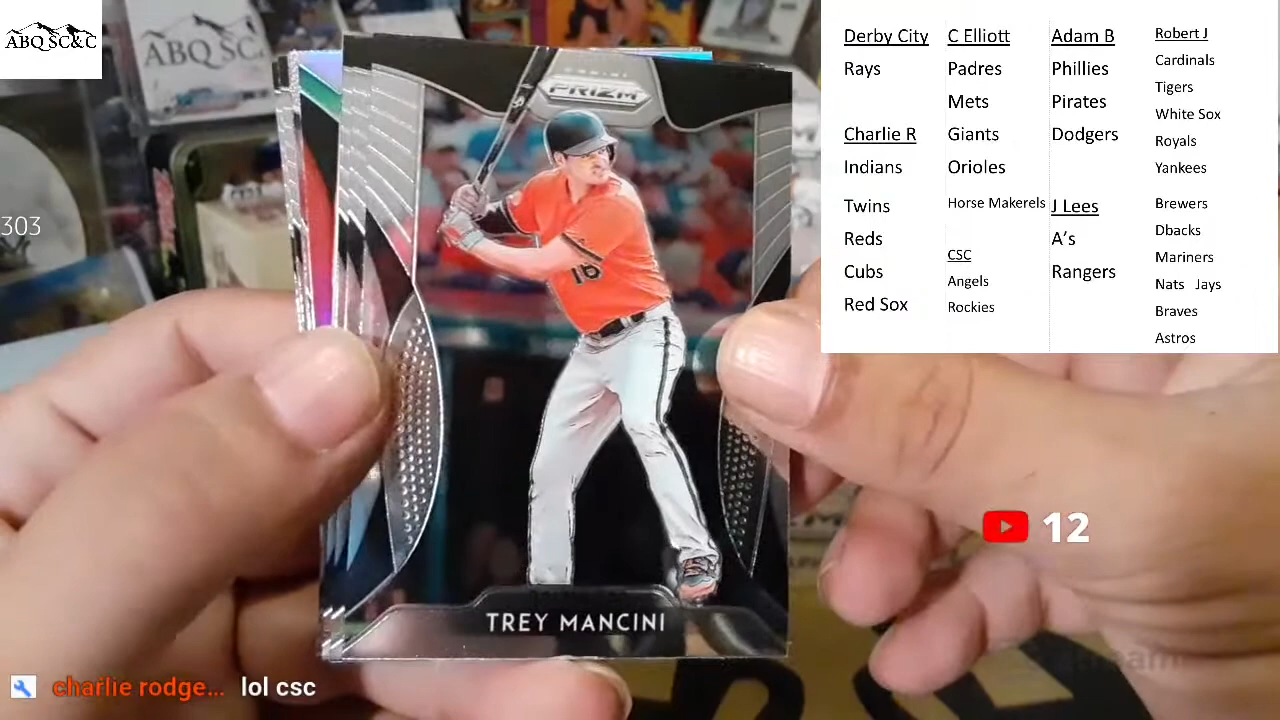 ABQ SC&C
ABQ SC
303
PANINI
PRIZM
16
TREY MANCINI
Derby City
Rays
Charlie R
Indians
Twins
Reds
Cubs
Red Sox
C Elliott
Padres
Mets
Giants
Orioles
Horse Makerels
CSC
Angels
Rockies
Adam B
Phillies
Pirates
Dodgers
J Lees
A's
Rangers
Robert J
Cardinals
Tigers
White Sox
Royals
Yankees
Brewers
Dbacks
Mariners
Nats Jays
Braves
Astros
12
charlie rodge... lol csc